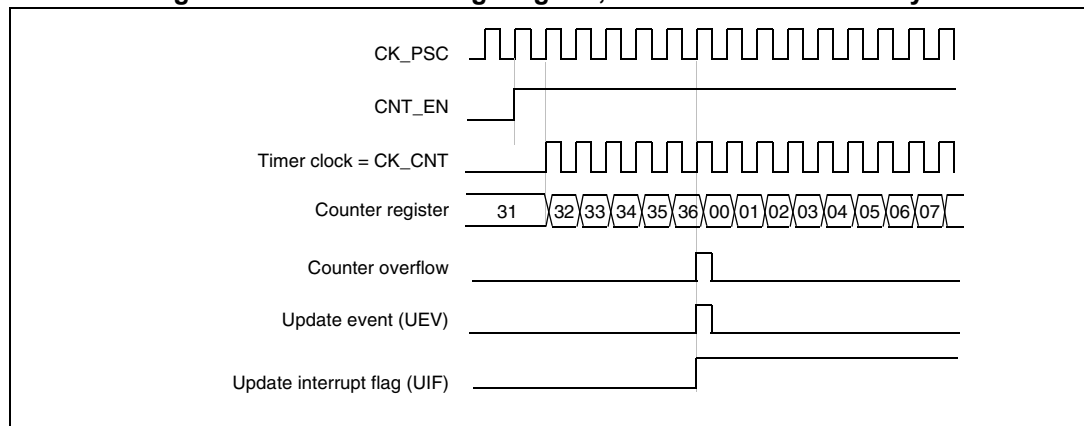 CK_PSC
CNT_EN
Timer clock = CK_CNT
Counter register 31 32 33 34 35 36 00 01 02 03 04 05 06 07
Counter overflow
Update event (UEV)
Update interrupt flag (UIF)